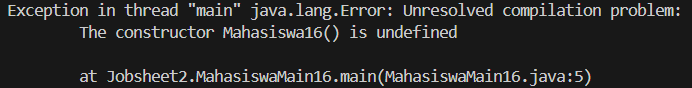 Exception in thread "main" java.lang.Error: Unresolved compilation problem:
The constructor Mahasiswa16() is undefined
at Jobsheet2.MahasiswaMain16.main(MahasiswaMain16.java:5)